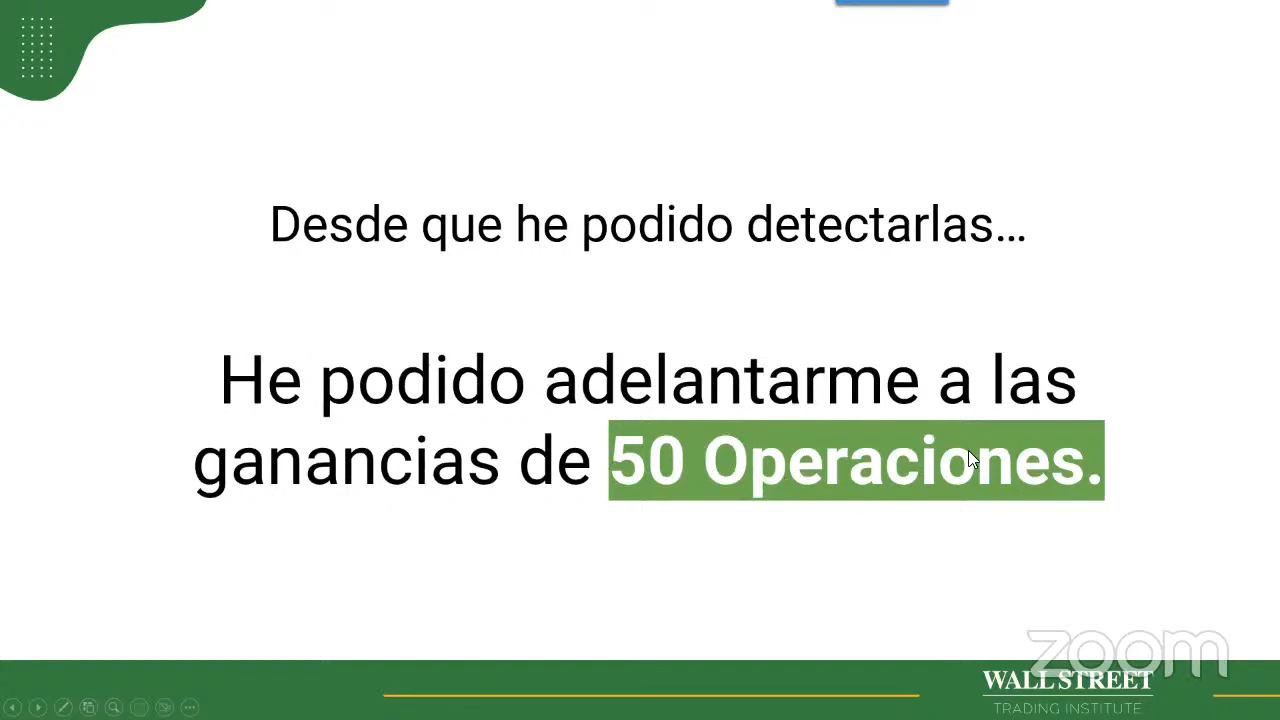 Desde que he podido detectarlas...
He podido adelantarme a las
ganancias de 50 Operaciones.
zoom
WALL STREET
TRADING INSTITUTE